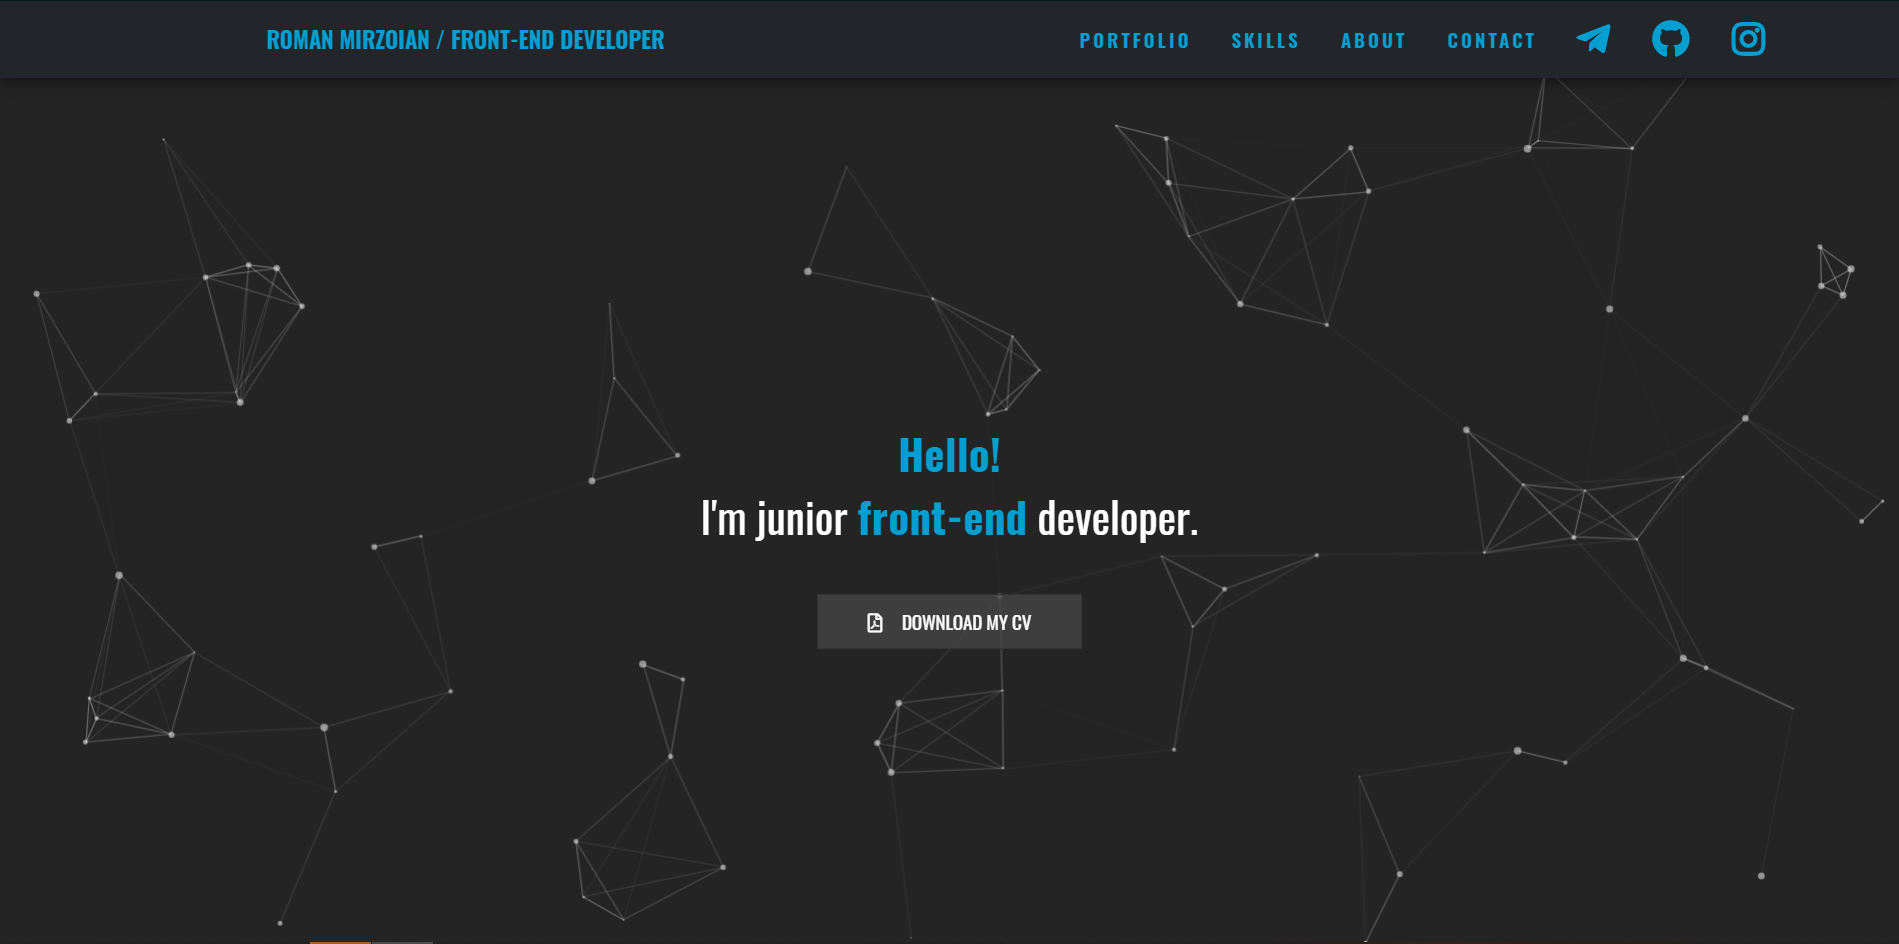 ROMAN MIRZOIAN / FRONT-END DEVELOPER
PORTFOLIO SKILLS ABOUT CONTACT
Hello!
I'm junior front-end developer.
DOWNLOAD MY CV